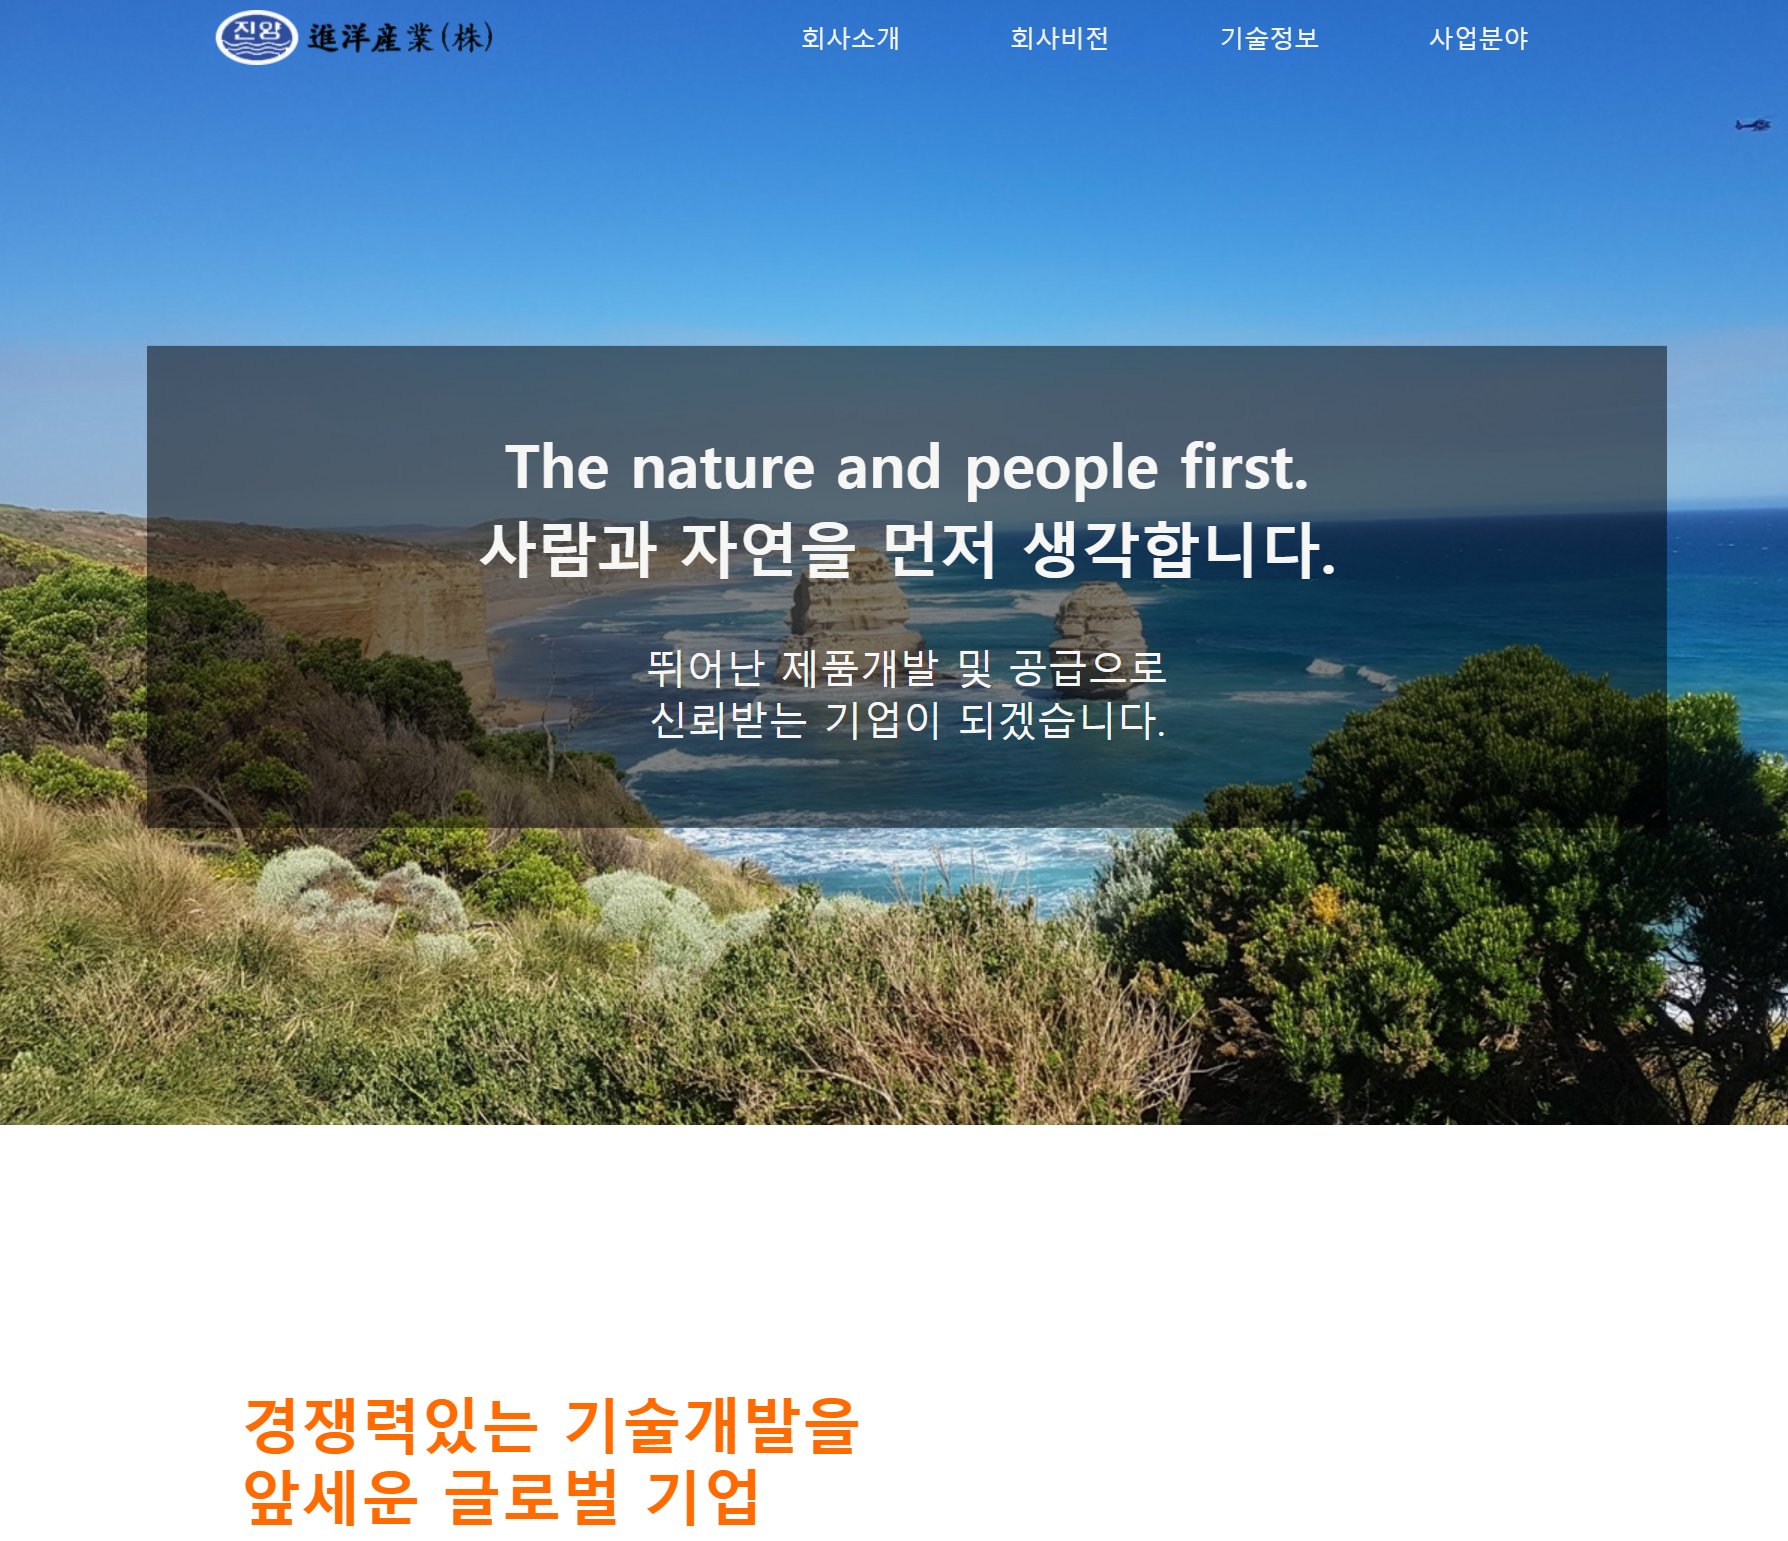 진양 進洋産業(株)
회사소개 회사비전 기술정보 사업분야
The nature and people first.
사람과 자연을 먼저 생각합니다.
뛰어난 제품개발 및 공급으로
신뢰받는 기업이 되겠습니다.
경쟁력있는 기술개발을
앞세운 글로벌 기업